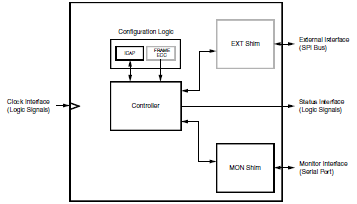 Configuration Logic
ICAP
FRAME
ECC
EXT Shim
External Interface
(SPI Bus)
Clock Interface
(Logic Signals)
Controller
Status Interface
(Logic Signals)
MON Shim
Monitor Interface
(Serial Port)